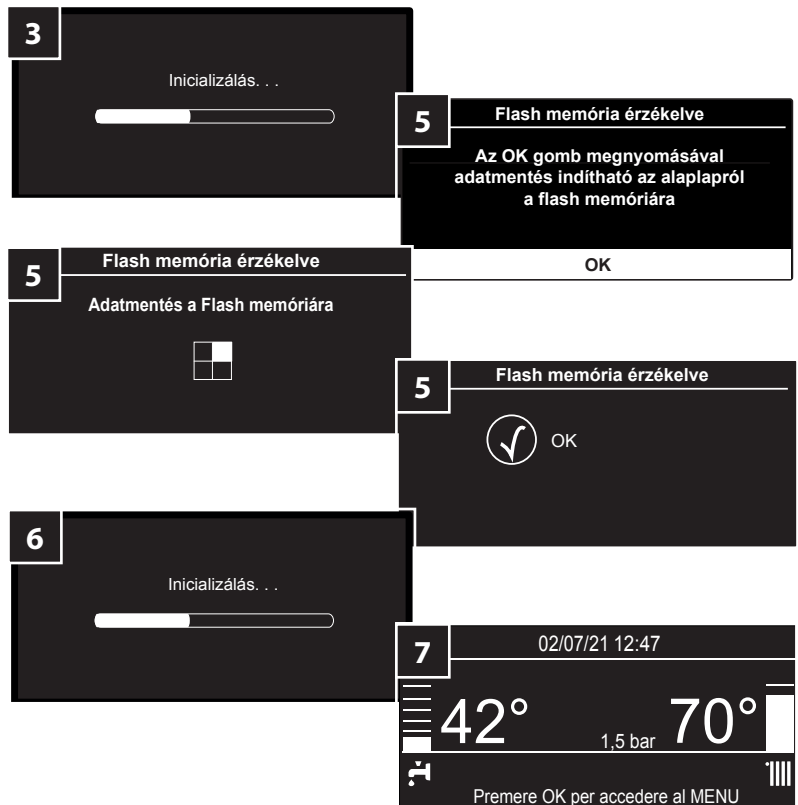 3
Inicializálás. . .
5
Flash memória érzékelve
Az OK gomb megnyomásával
adatmentés indítható az alaplapról
a flash memóriára
OK
5
Flash memória érzékelve
Adatmentés a Flash memóriára
5
Flash memória érzékelve
OK
6
Inicializálás. . .
7
02/07/21 12:47
42°
1,5 bar
70°
Premere OK per accedere al MENU